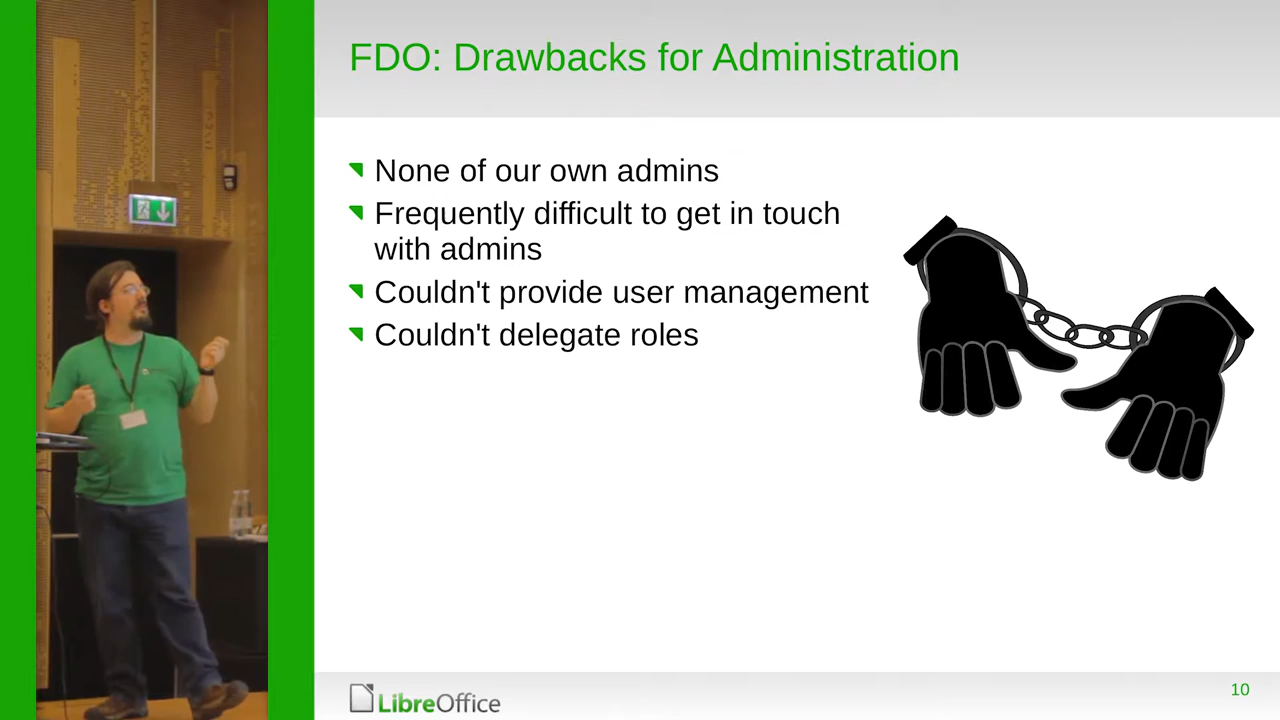 FDO: Drawbacks for Administration
None of our own admins
Frequently difficult to get in touch
with admins
Couldn't provide user management
Couldn't delegate roles
LibreOffice
10